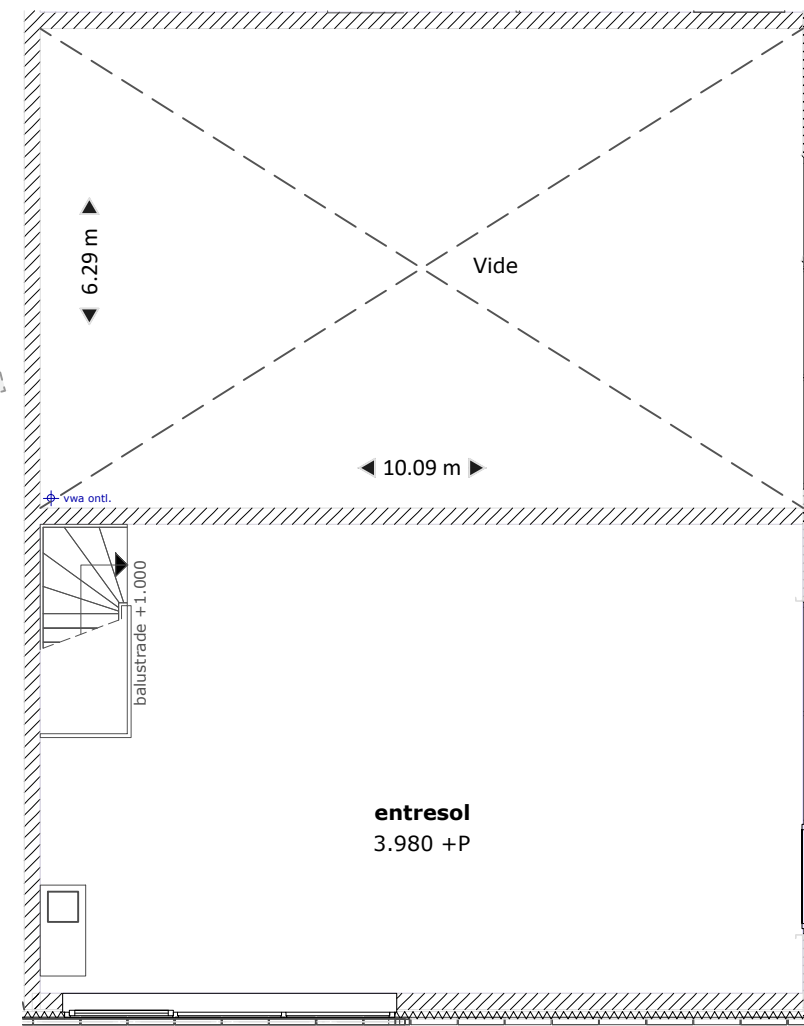 6.29 m
Vide
10.09 m
vwa ontl.
balustrade +1.000
entresol
3.980 +P